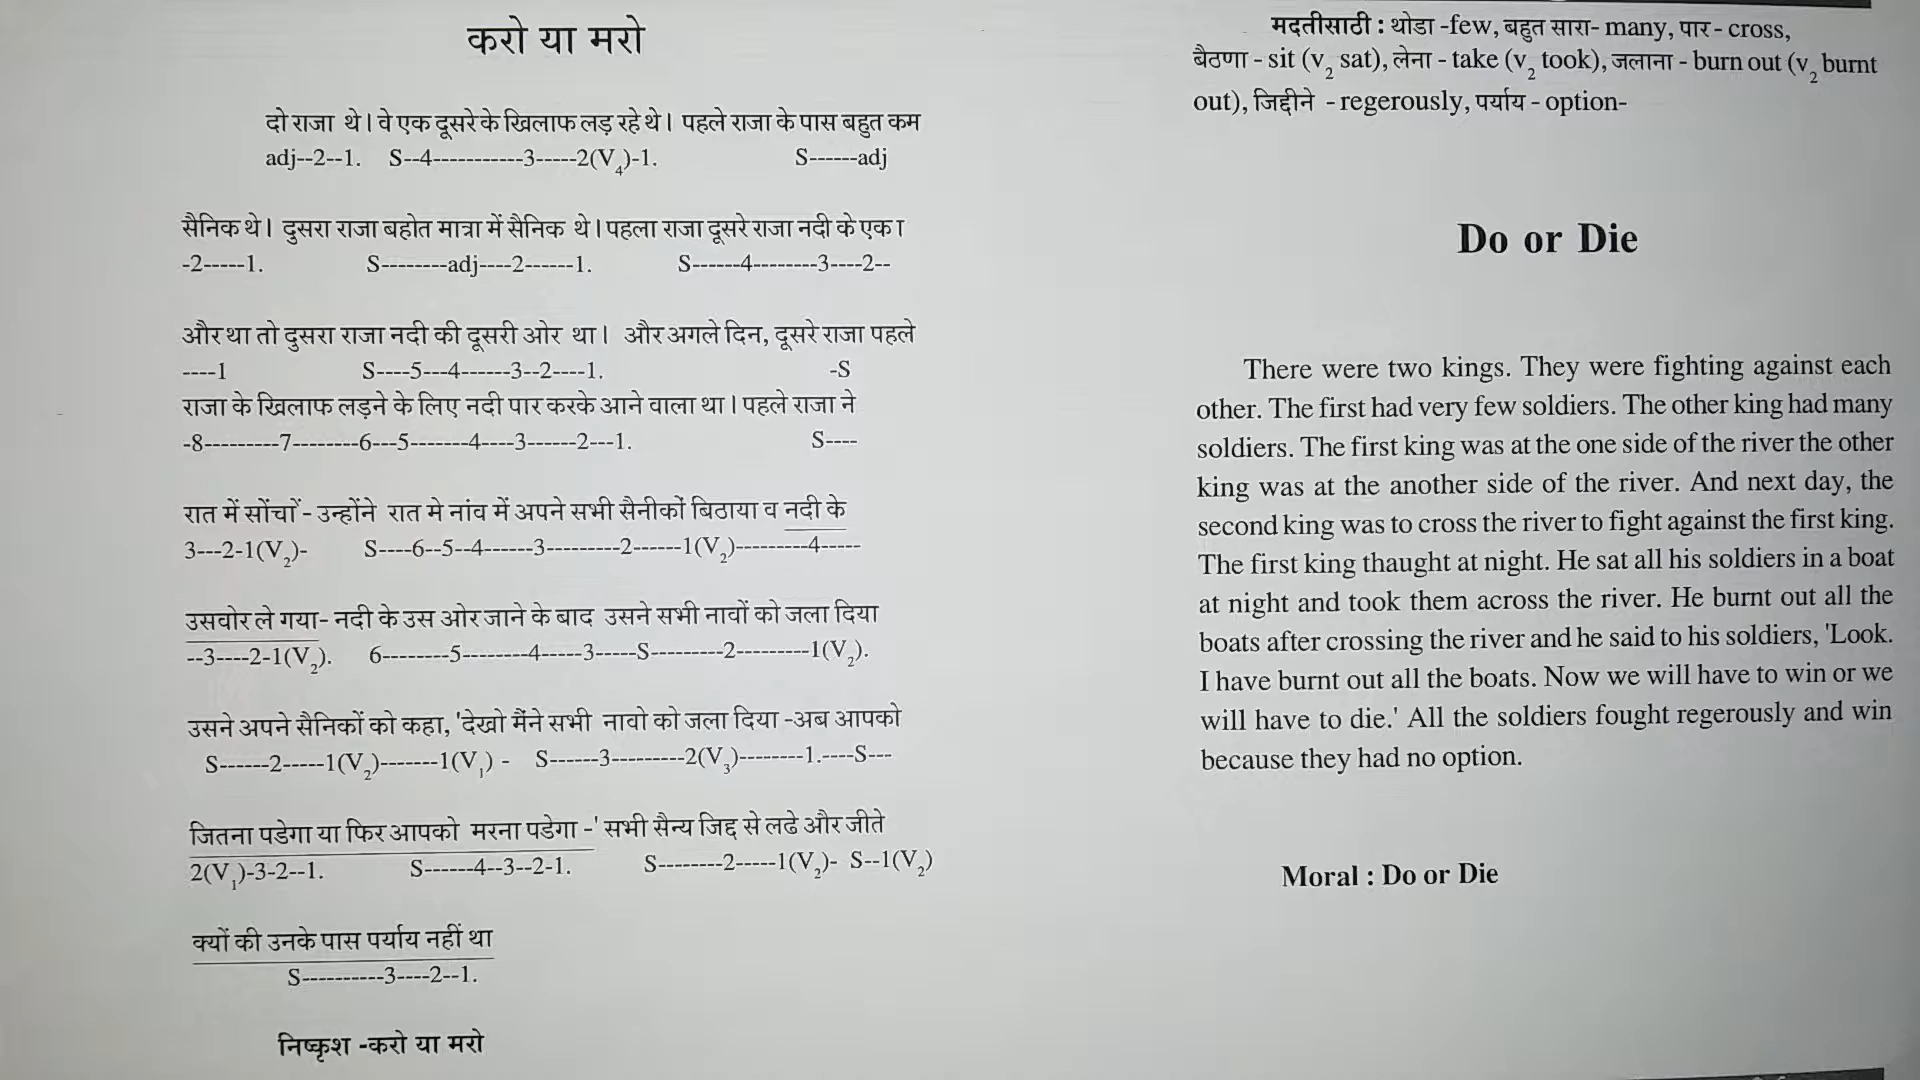 करो या मरो
दो राजा थे। वे एक दूसरे के खिलाफ लड़ रहे थे। पहले राजा के पास बहुत कम
adj--2--1. S--4-----------3-----2(V₄)-1. S------adj
सैनिक थे। दुसरा राजा बहोत मात्रा में सैनिक थे। पहला राजा दूसरे राजा नदी के एक ा
-2-----1. S--------adj----2------1. S------4--------3----2--
और था तो दुसरा राजा नदी की दूसरी ओर था। और अगले दिन, दूसरे राजा पहले
----1 S----5---4------3--2----1. -S
राजा के खिलाफ लड़ने के लिए नदी पार करके आने वाला था। पहले राजा ने
-8---------7--------6---5-------4----3------2---1. S----
रात में सोंचों - उन्होंने रात मे नांव में अपने सभी सैनीकों बिठाया व नदी के
3---2-1(V₂)- S----6--5--4------3---------2------1(V₂)---------4-----
उसवोर ले गया- नदी के उस ओर जाने के बाद उसने सभी नावों को जला दिया
--3----2-1(V₂). 6--------5--------4-----3-----S---------2---------1(V₂).
उसने अपने सैनिकों को कहा, 'देखो मैंने सभी नावो को जला दिया -अब आपको
S------2-----1(V₂)-------1(V₁) - S------3---------2(V₃)--------1.----S---
जितना पडेगा या फिर आपको मरना पडेगा -' सभी सैन्य जिद्द से लढे और जीते
2(V₁)-3-2--1. S------4--3--2-1. S--------2-----1(V₂)- S--1(V₂)
क्यों की उनके पास पर्याय नहीं था
S----------3----2--1.
निष्कृश -करो या मरो
मदतीसाठी : थोडा -few, बहुत सारा- many, पार - cross,
बैठणा - sit (v₂ sat), लेना - take (v₂ took), जलाना - burn out (v₂ burnt
out), जिद्दीने - regerously, पर्याय - option-
Do or Die
There were two kings. They were fighting against each
other. The first had very few soldiers. The other king had many
soldiers. The first king was at the one side of the river the other
king was at the another side of the river. And next day, the
second king was to cross the river to fight against the first king.
The first king thaught at night. He sat all his soldiers in a boat
at night and took them across the river. He burnt out all the
boats after crossing the river and he said to his soldiers, 'Look.
I have burnt out all the boats. Now we will have to win or we
will have to die.' All the soldiers fought regerously and win
because they had no option.
Moral : Do or Die